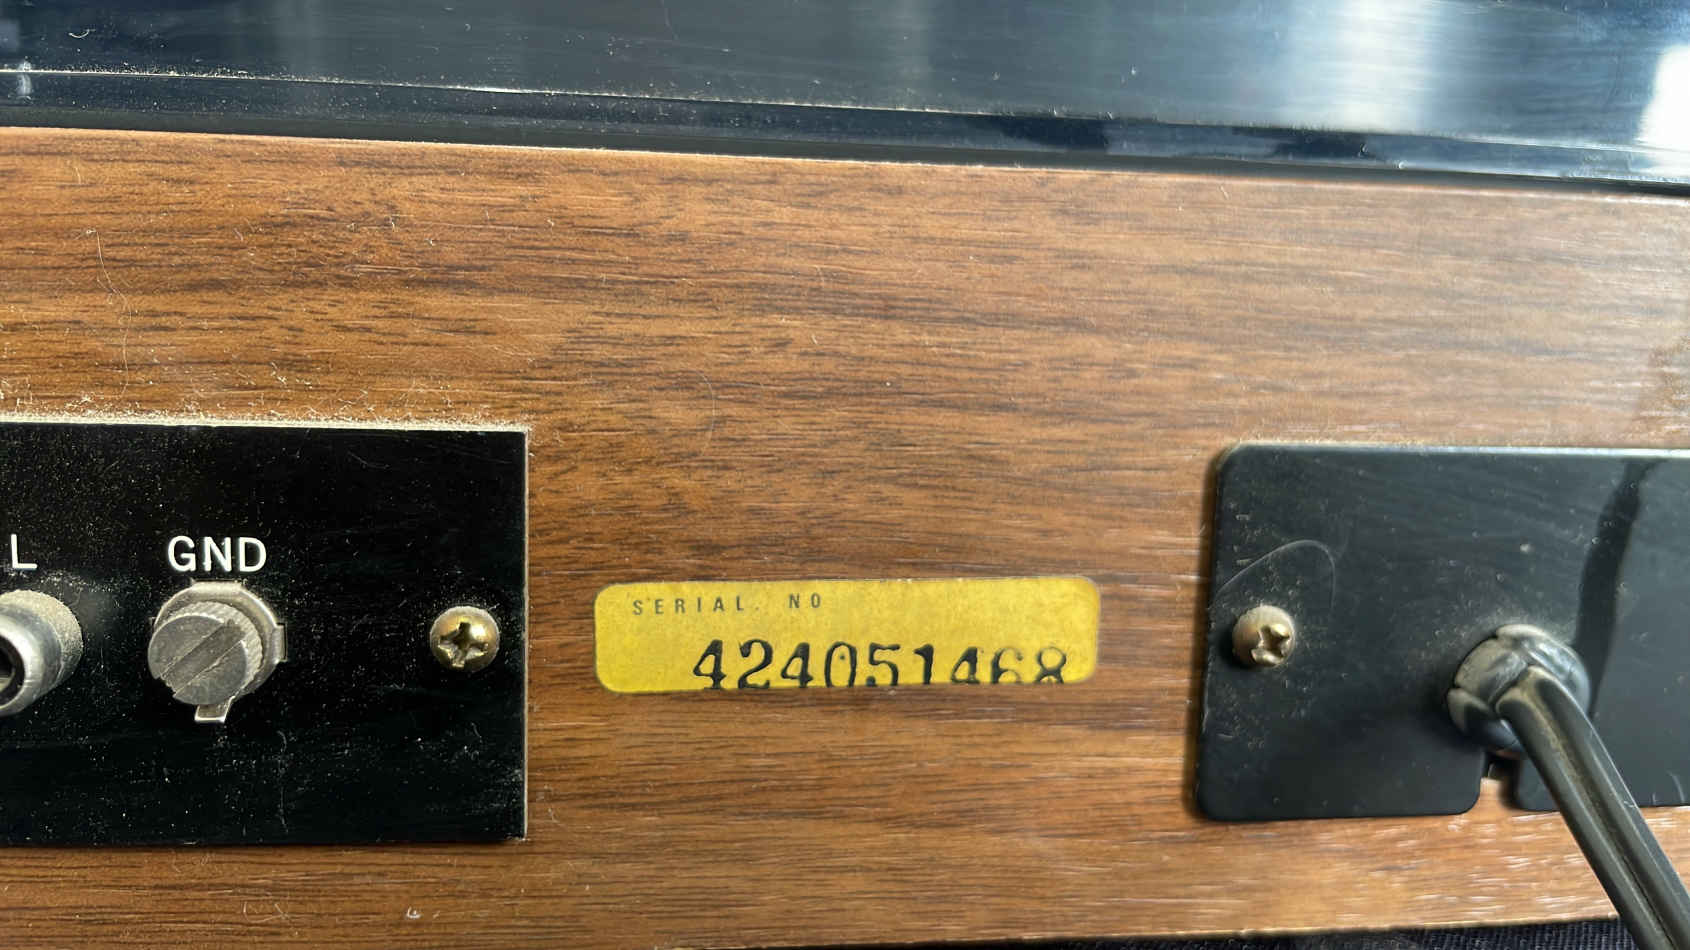 L GND
SERIAL. NO
424051468